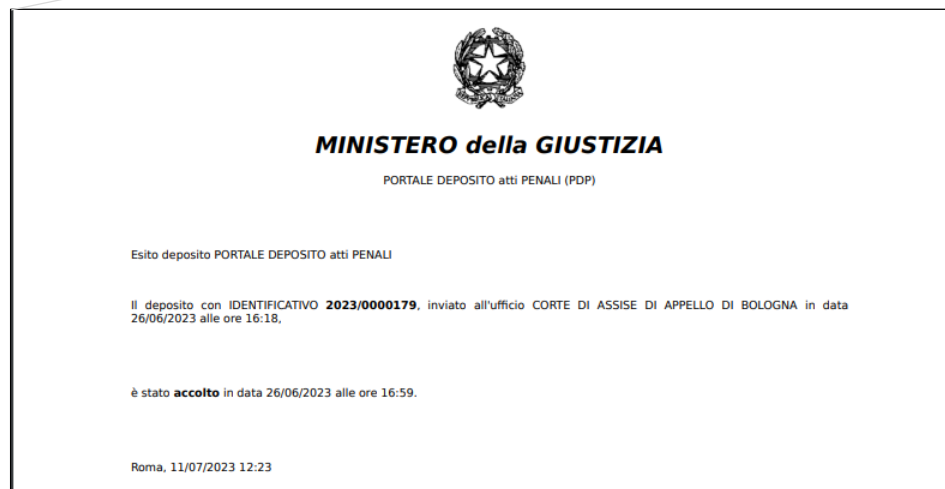 MINISTERO della GIUSTIZIA
PORTALE DEPOSITO atti PENALI (PDP)
Esito deposito PORTALE DEPOSITO atti PENALI
Il deposito con IDENTIFICATIVO 2023/0000179, inviato all'ufficio CORTE DI ASSISE DI APPELLO DI BOLOGNA in data
26/06/2023 alle ore 16:18,
è stato accolto in data 26/06/2023 alle ore 16:59.
Roma, 11/07/2023 12:23